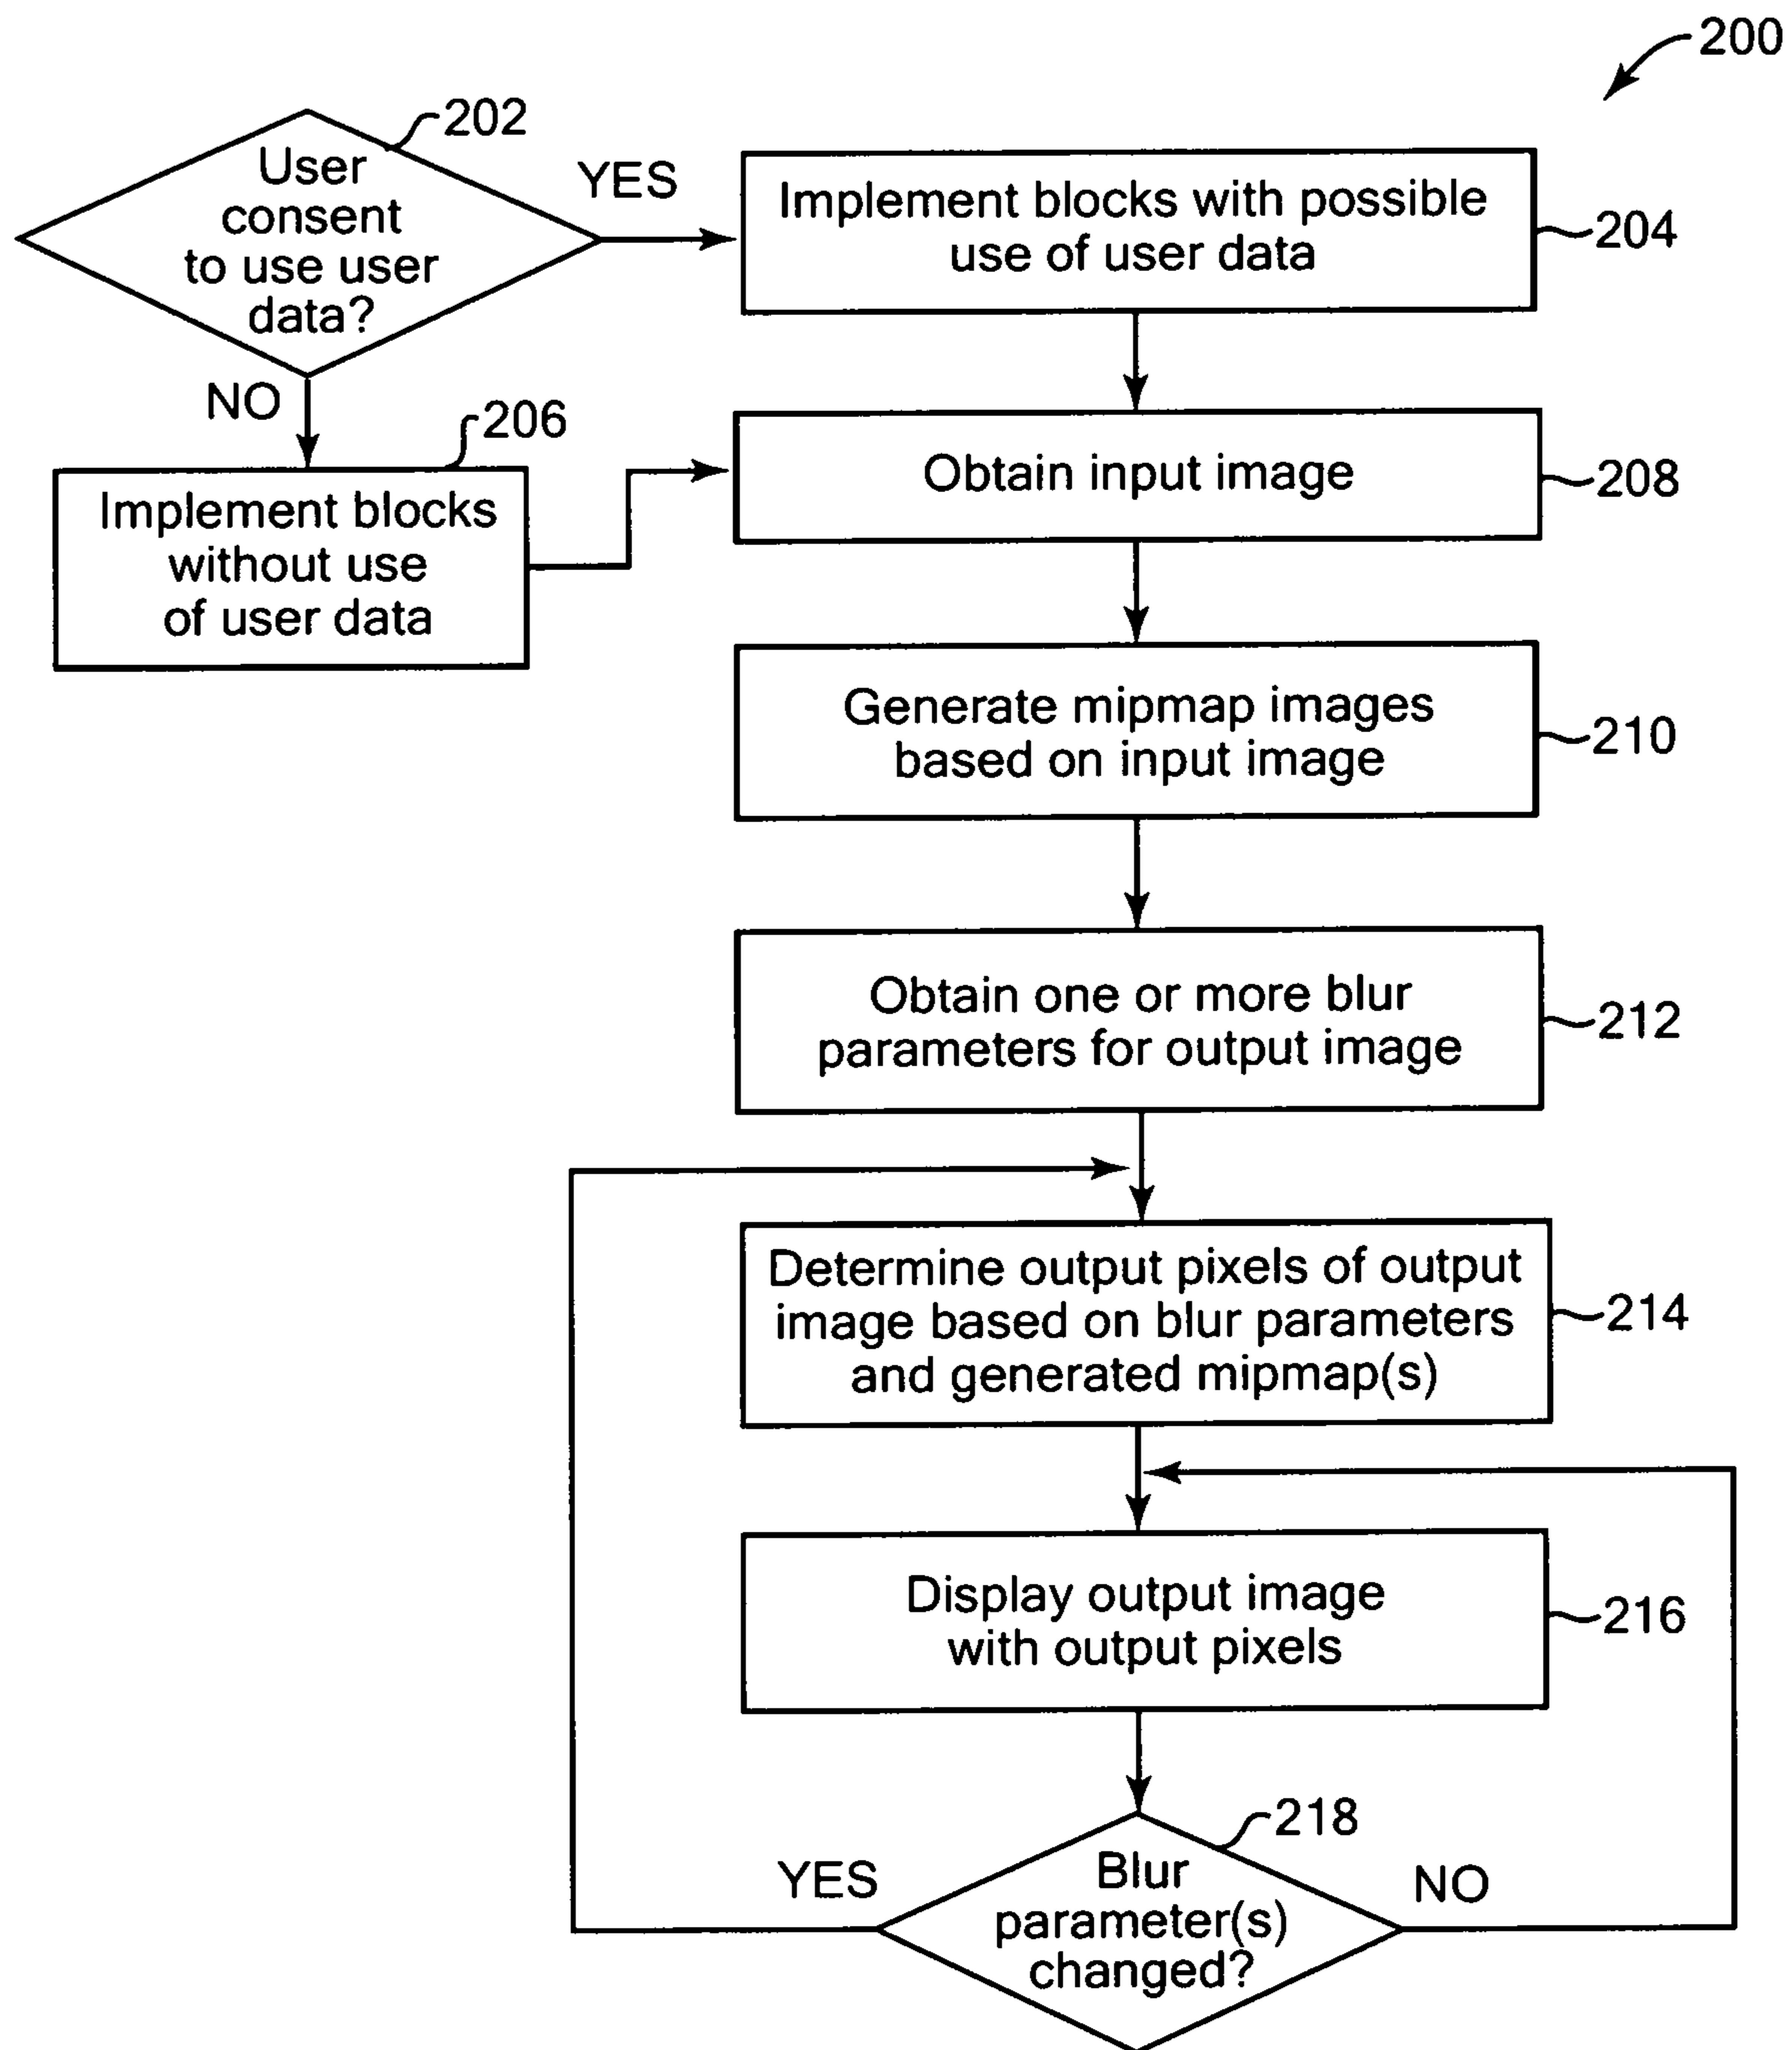 200
202
User
consent
to use user
data?
YES
Implement blocks with possible
use of user data
204
NO
206
Implement blocks
without use
of user data
Obtain input image
208
Generate mipmap images
based on input image
210
Obtain one or more blur
parameters for output image
212
Determine output pixels of output
image based on blur parameters
and generated mipmap(s)
214
Display output image
with output pixels
216
218
YES
Blur
parameter(s)
changed?
NO